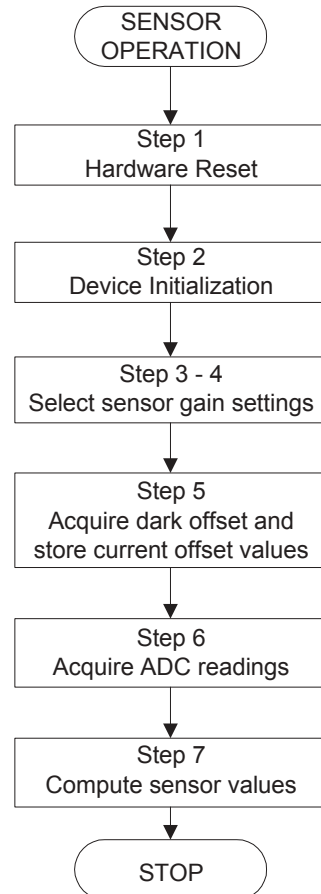 SENSOR
OPERATION
Step 1
Hardware Reset
Step 2
Device Initialization
Step 3 - 4
Select sensor gain settings
Step 5
Acquire dark offset and
store current offset values
Step 6
Acquire ADC readings
Step 7
Compute sensor values
STOP